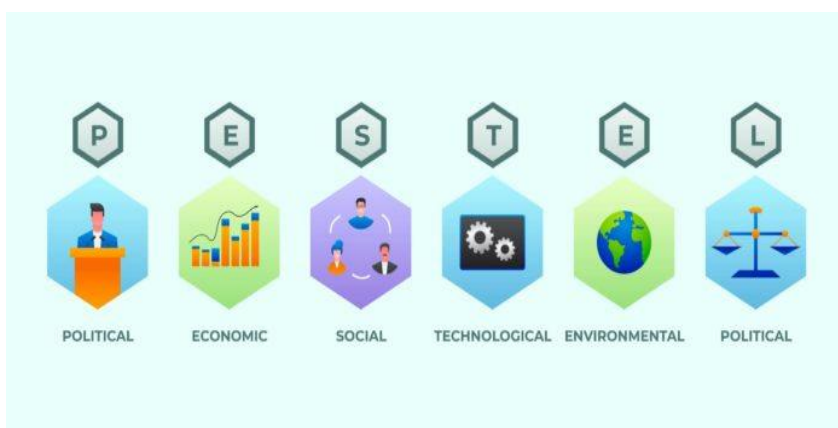 P E S T E L
POLITICAL ECONOMIC SOCIAL TECHNOLOGICAL ENVIRONMENTAL POLITICAL